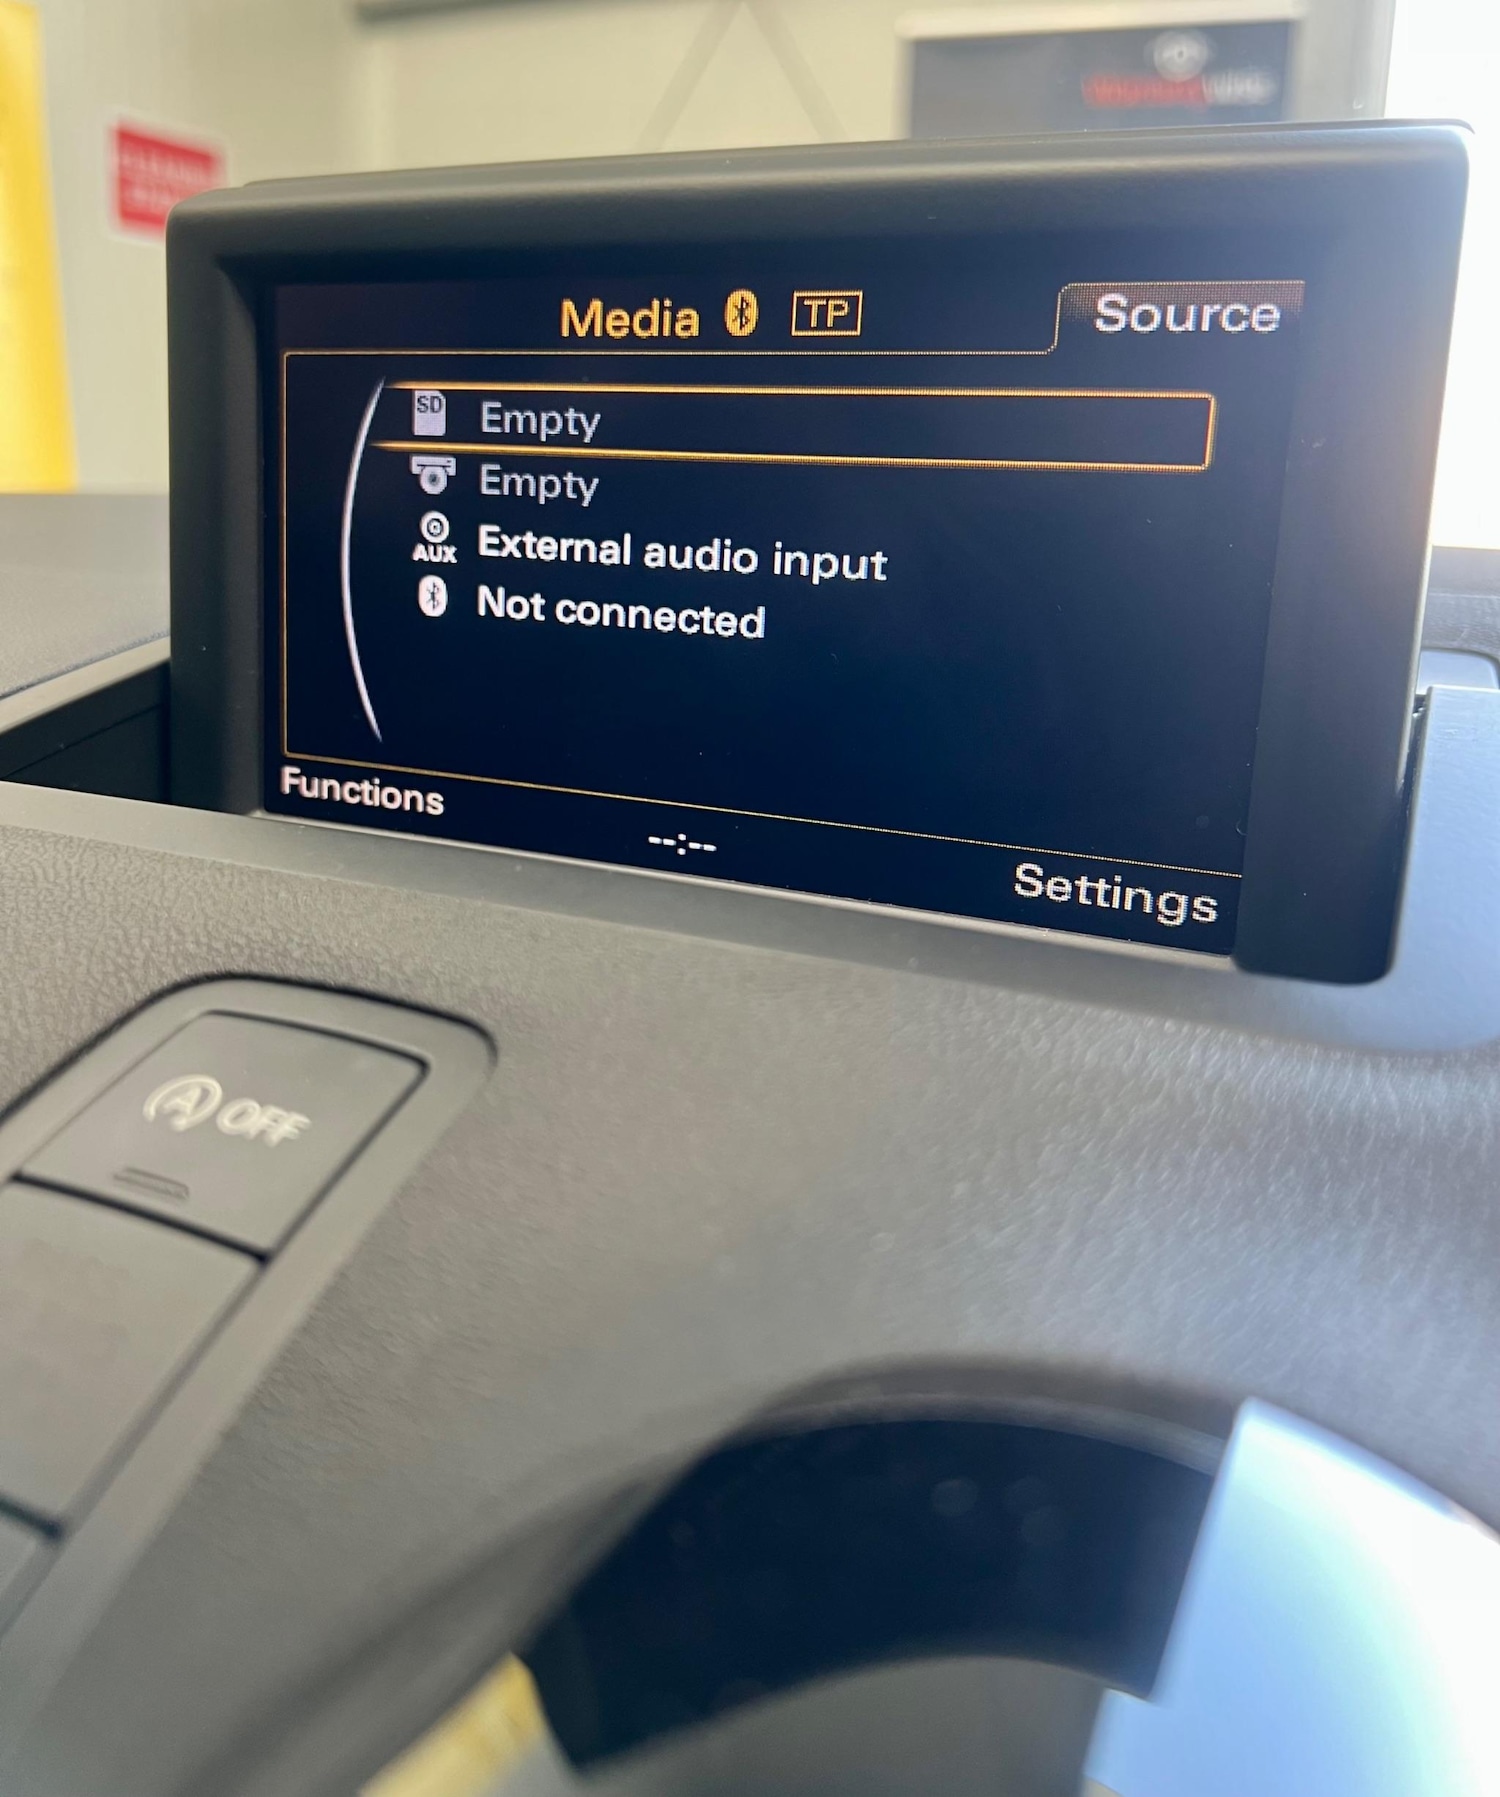 Media TP Source
SD Empty
Empty
AUX External audio input
Not connected
Functions
--:--
Settings
A OFF